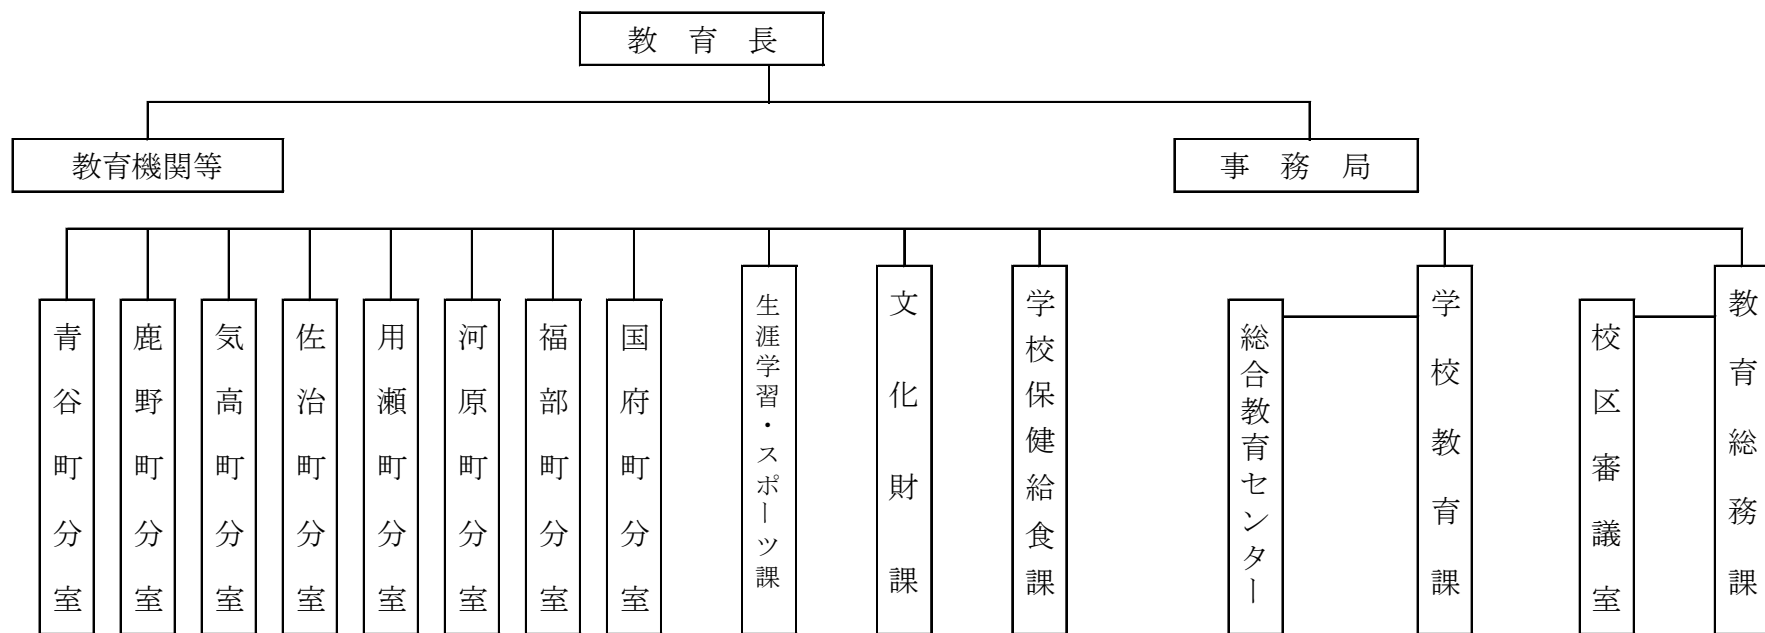 教育長
教育機関等
事務局
教育総務課
校区審議室
学校教育課
総合教育センター
学校保健給食課
文化財課
生涯学習・スポーツ課
国府町分室
福部町分室
河原町分室
用瀬町分室
佐治町分室
気高町分室
鹿野町分室
青谷町分室